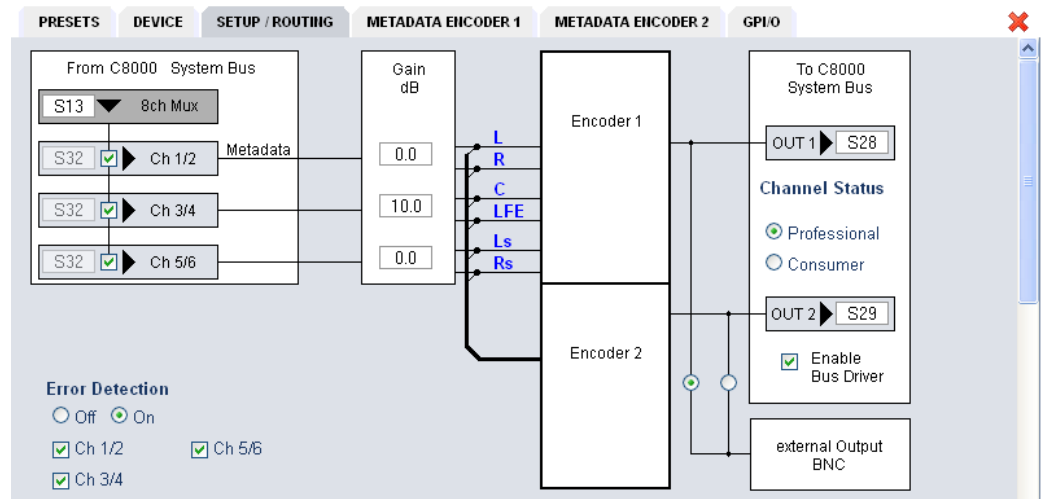 PRESETS DEVICE SETUP / ROUTING METADATA ENCODER 1 METADATA ENCODER 2 GPI/O
From C8000 System Bus
S13 8ch Mux
S32 Ch 1/2
Metadata
S32 Ch 3/4
S32 Ch 5/6
Gain
dB
0.0
10.0
0.0
L
R
C
LFE
Ls
Rs
Encoder 1
Encoder 2
To C8000
System Bus
OUT 1 S28
Channel Status
Professional
Consumer
OUT 2 S29
Enable
Bus Driver
external Output
BNC
Error Detection
Off On
Ch 1/2 Ch 5/6
Ch 3/4